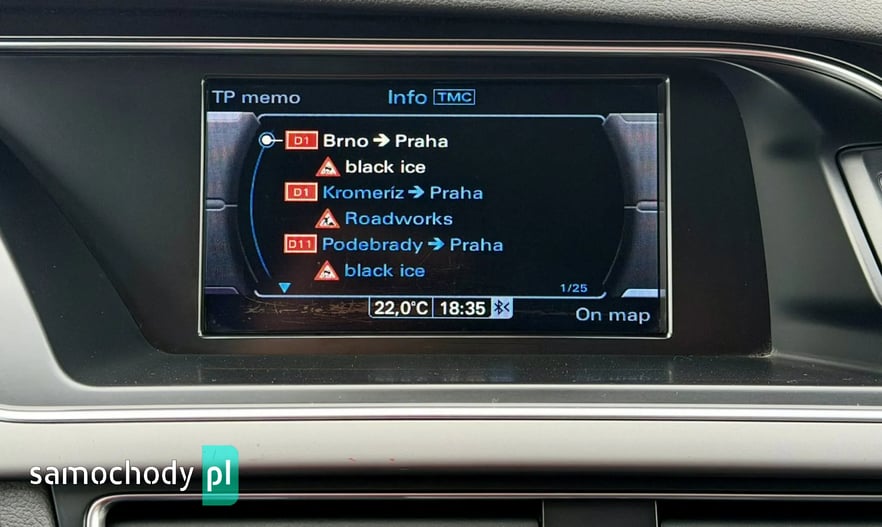 TP memo
Info TMC
D1 Brno → Praha
black ice
D1 Kromeríz → Praha
Roadworks
D11 Podebrady → Praha
black ice
1/25
22,0°C 18:35
On map
samochody pl